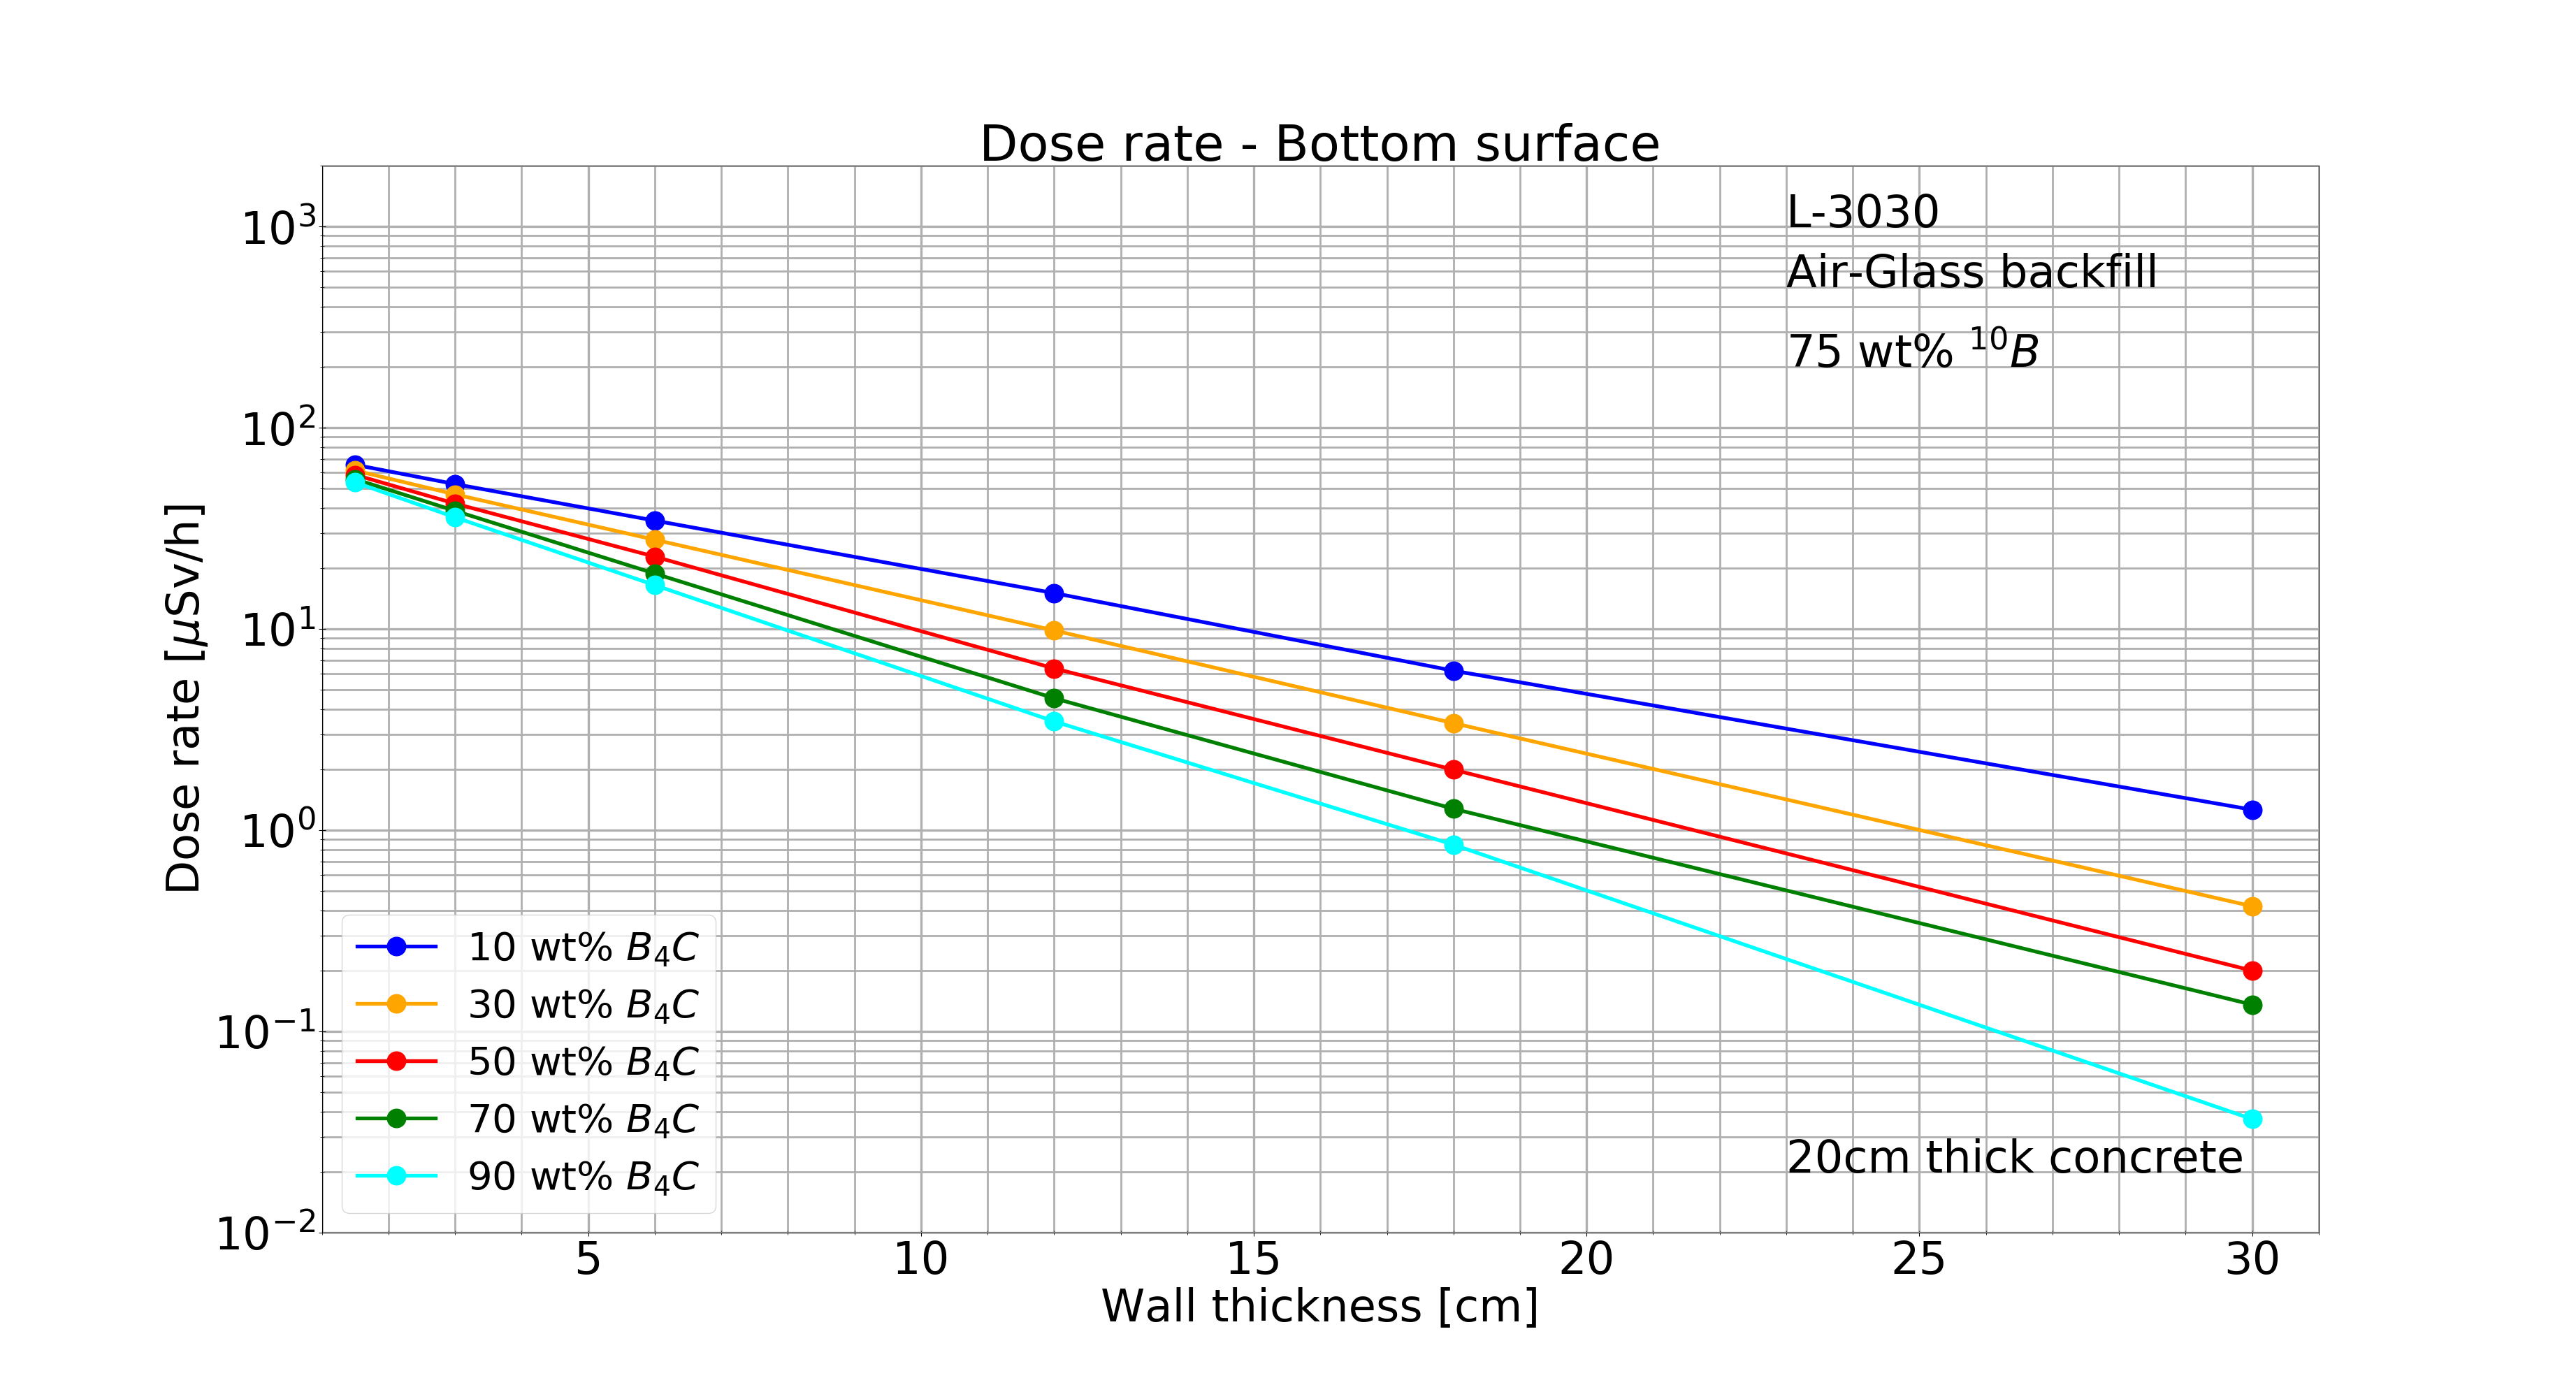 Dose rate - Bottom surface
L-3030
Air-Glass backfill
75 wt% ¹⁰B
10³
10²
10¹
10⁰
10⁻¹
10⁻²
Dose rate [μSv/h]
10 wt% B₄C
30 wt% B₄C
50 wt% B₄C
70 wt% B₄C
90 wt% B₄C
20cm thick concrete
5 10 15 20 25 30
Wall thickness [cm]